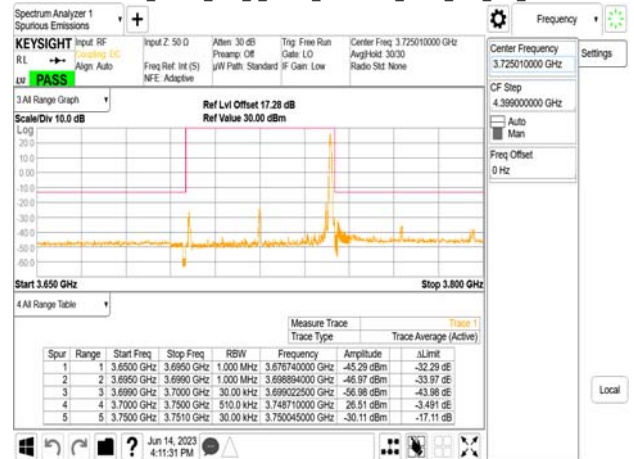 Spectrum Analyzer 1
Spurious Emissions
+
Frequency
KEYSIGHT Input: RF Input Z: 50 Ω Atten: 30 dB Trig: Free Run Center Freq: 3.725010000 GHz
RL Coupling: DC Preamp: Off Gate: LO Avg|Hold: 30/30
Align: Auto Freq Ref: Int (S) µW Path: Standard IF Gain: Low Radio Std: None
LU PASS NFE: Adaptive
Center Frequency
3.725010000 GHz
Settings
CF Step
4.399000000 GHz
Auto
Man
Freq Offset
0 Hz
Local
3 All Range Graph
Ref Lvl Offset 17.28 dB
Scale/Div 10.0 dB Ref Value 30.00 dBm
Log
20.0
10.0
0.00
-10.0
-20.0
-30.0
-40.0
-50.0
-60.0
Start 3.650 GHz Stop 3.800 GHz
4 All Range Table
Measure Trace Trace 1
Trace Type Trace Average (Active)
Spur Range Start Freq Stop Freq RBW Frequency Amplitude ΔLimit
1 1 3.6500 GHz 3.6950 GHz 1.000 MHz 3.676740000 GHz -45.29 dBm -32.29 dB
2 2 3.6950 GHz 3.6990 GHz 1.000 MHz 3.698894000 GHz -46.97 dBm -33.97 dB
3 3 3.6990 GHz 3.7000 GHz 30.00 kHz 3.699022500 GHz -56.98 dBm -43.98 dB
4 4 3.7000 GHz 3.7500 GHz 510.0 kHz 3.748710000 GHz 26.51 dBm -3.491 dB
5 5 3.7500 GHz 3.7510 GHz 30.00 kHz 3.750045000 GHz -30.11 dBm -17.11 dB
?
Jun 14, 2023
4:11:31 PM